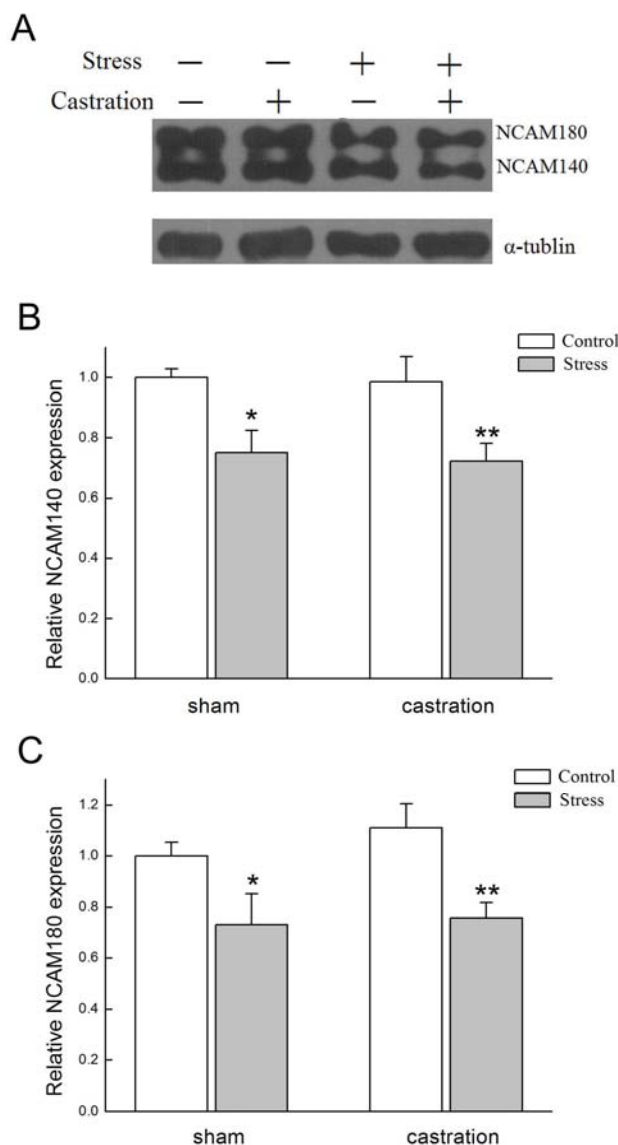 A
Stress − − + +
Castration − + − +
NCAM180
NCAM140
α-tublin
B
Control
Stress
Relative NCAM140 expression
1.0
0.8
0.6
0.4
0.2
0.0
*
**
sham castration
C
Control
Stress
Relative NCAM180 expression
1.2
1.0
0.8
0.6
0.4
0.2
0.0
*
**
sham castration